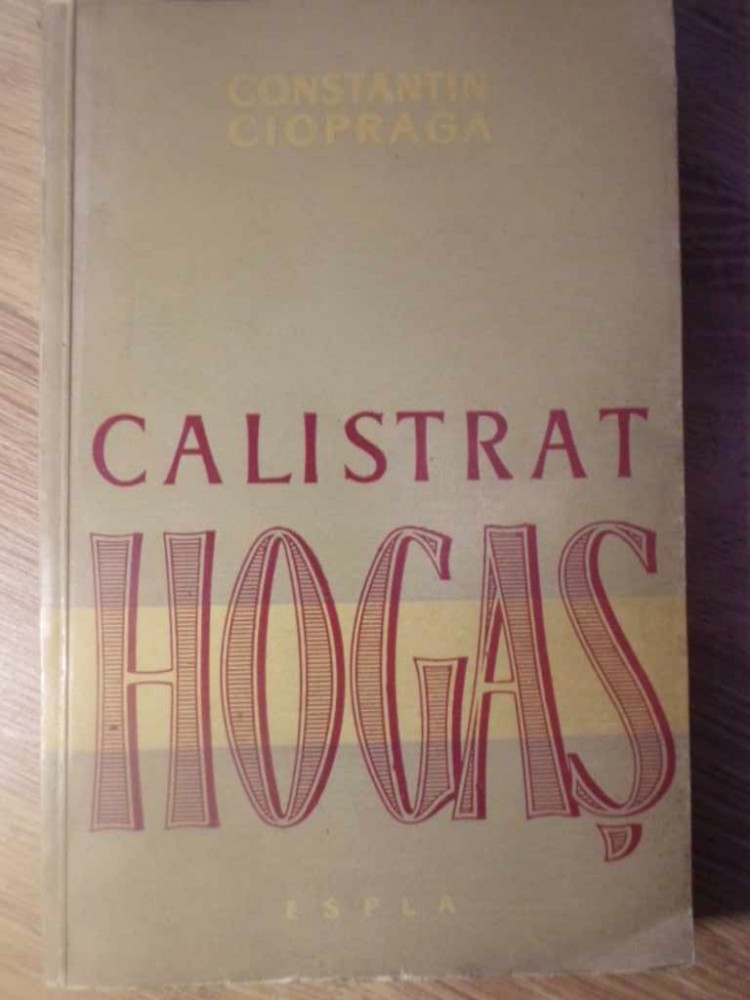 CONSTANTIN
CIOPRAGA
CALISTRAT
HOGAȘ
ESPLA